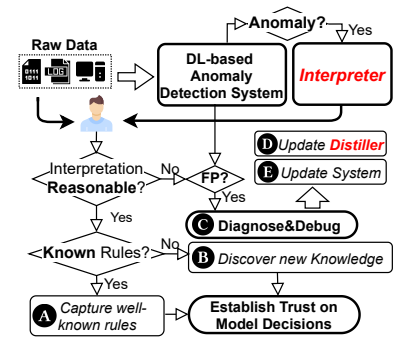 Anomaly?
Raw Data
Yes
0111
1011
LOG
DL-based
Anomaly
Detection System
Interpreter
D Update Distiller
E Update System
Interpretation
Reasonable?
No
FP?
Yes
Yes
C Diagnose&Debug
Known Rules?
No
B Discover new Knowledge
Yes
A Capture well-
known rules
Establish Trust on
Model Decisions